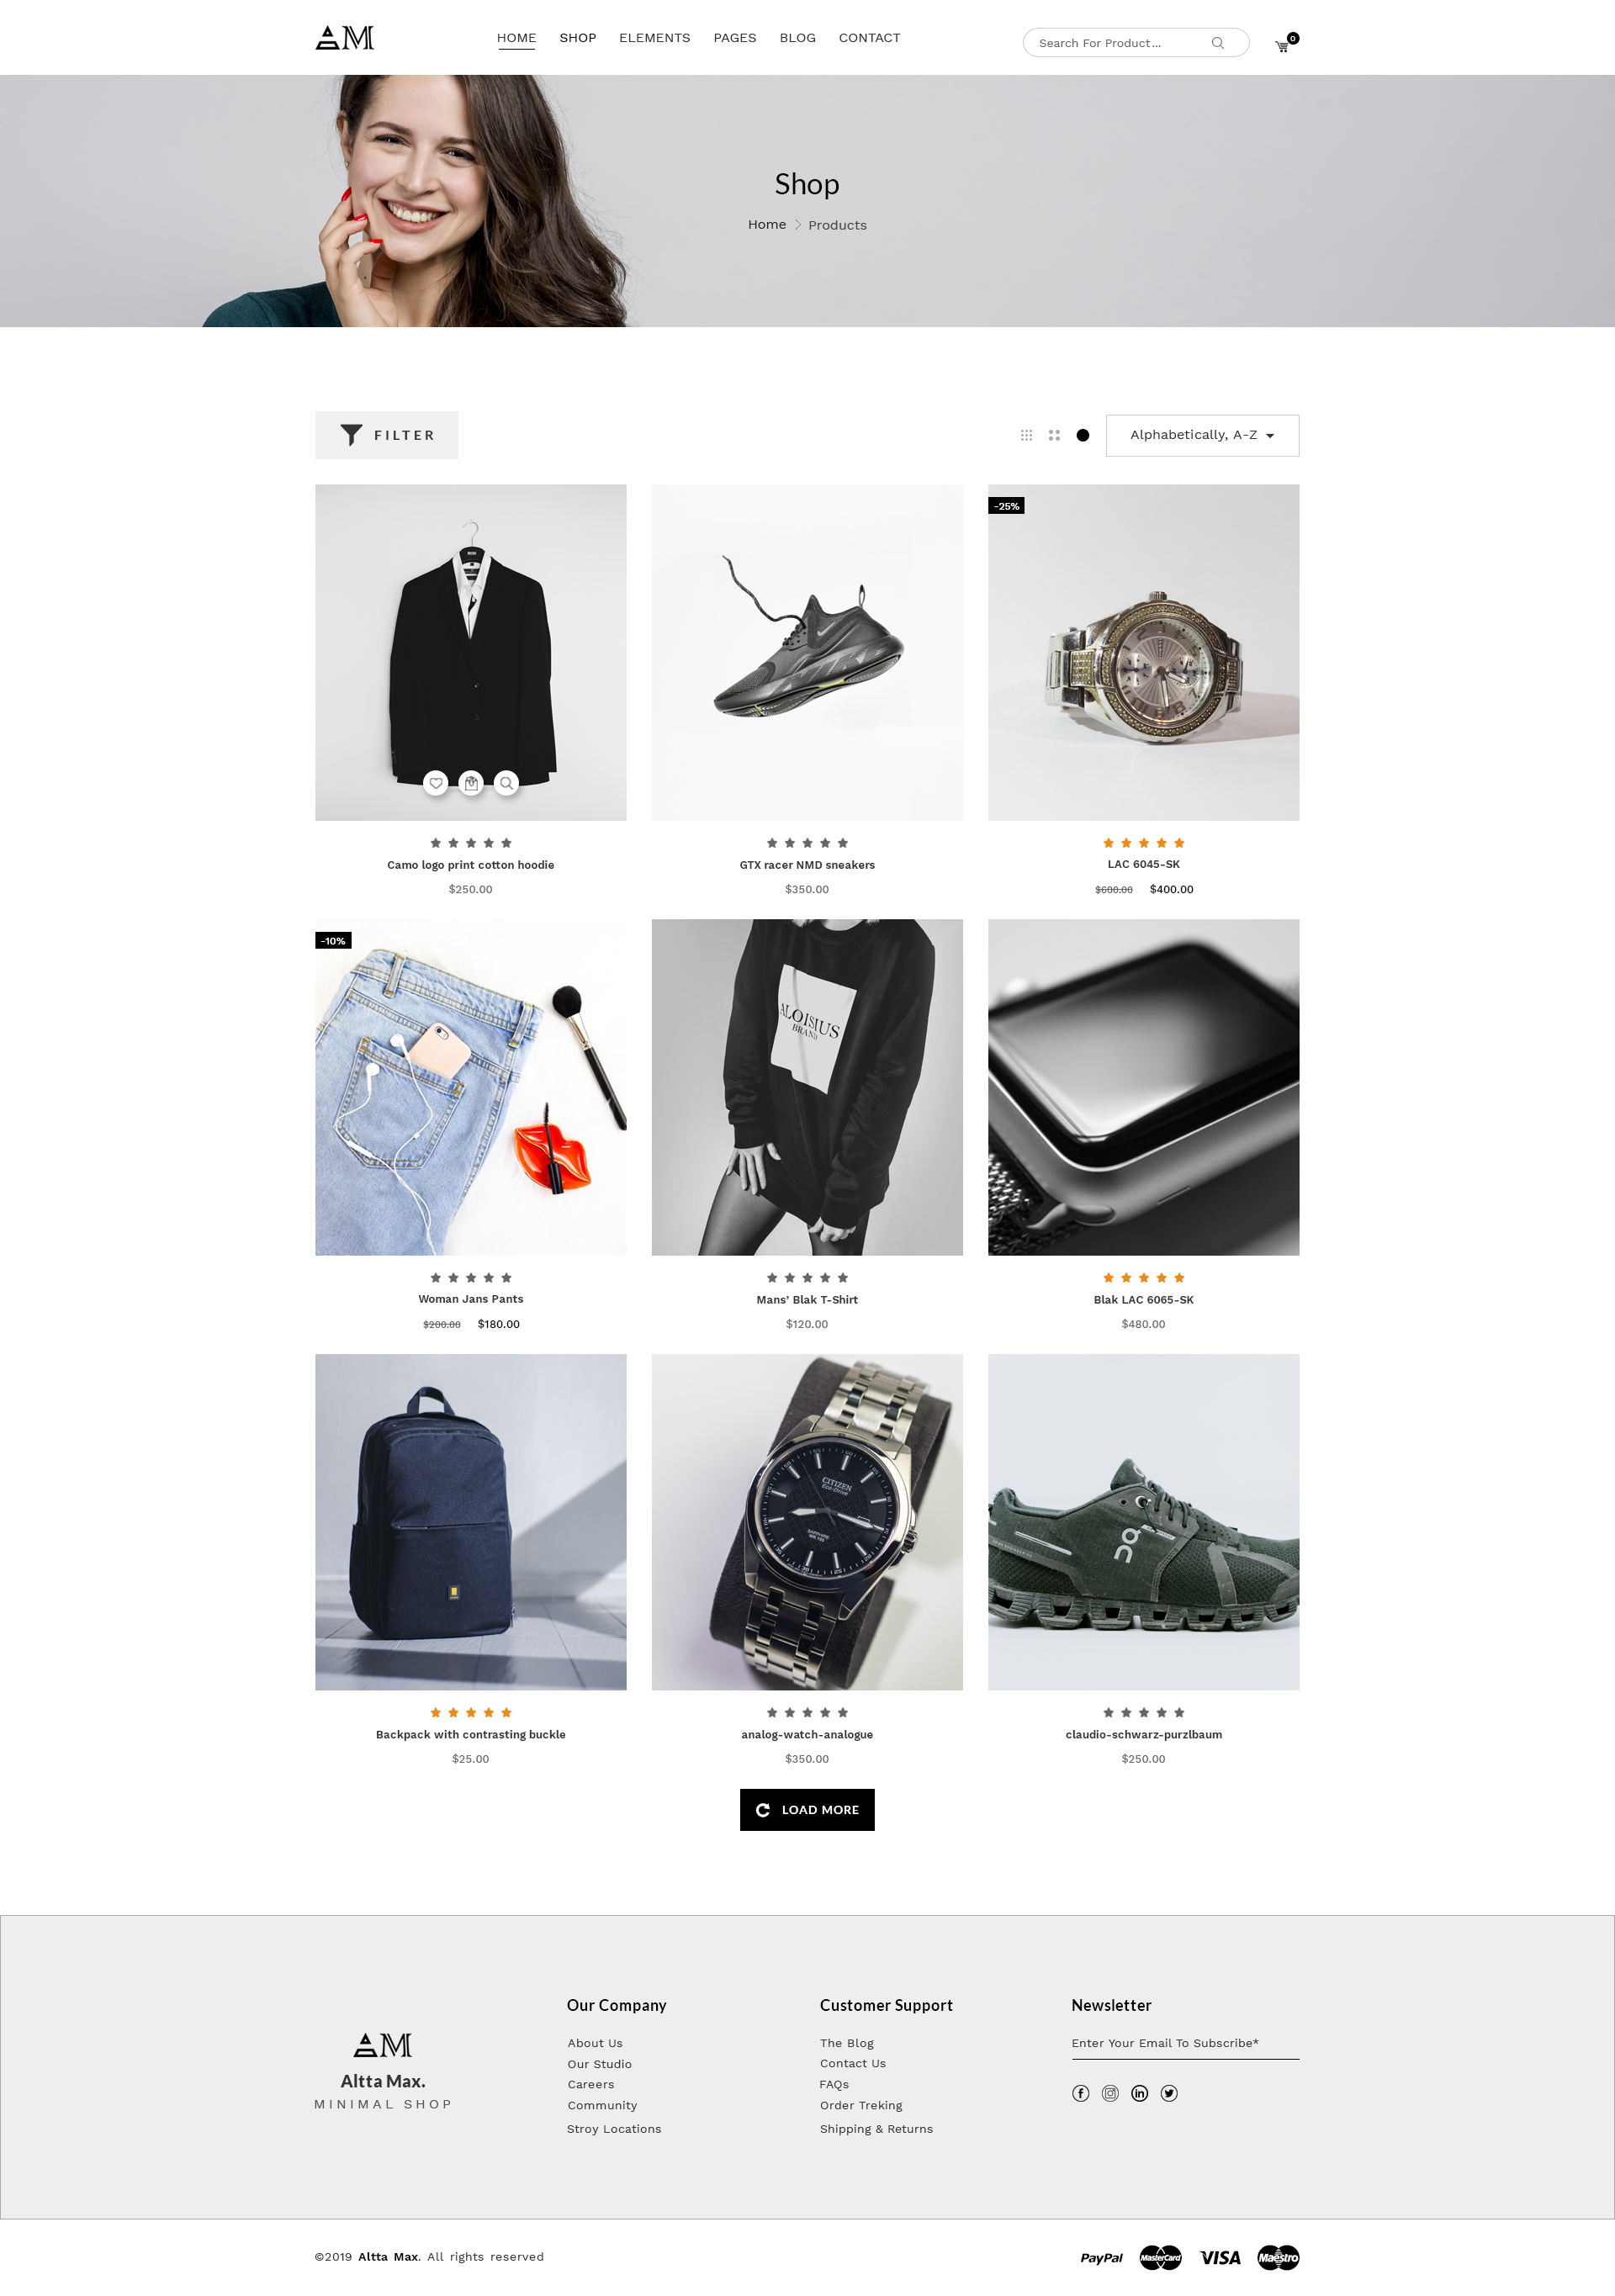 AM
HOME SHOP ELEMENTS PAGES BLOG CONTACT
Search For Product...
0
Shop
Home Products
FILTER
Alphabetically, A-Z
-25%
Camo logo print cotton hoodie
$250.00
GTX racer NMD sneakers
$350.00
LAC 6045-SK
$600.00 $400.00
-10%
ALOISIUS
BRAND
Woman Jans Pants
$200.00 $180.00
Mans' Blak T-Shirt
$120.00
Blak LAC 6065-SK
$480.00
CITIZEN
Eco-Drive
SAPPHIRE
WR 100
Backpack with contrasting buckle
$25.00
analog-watch-analogue
$350.00
claudio-schwarz-purzlbaum
$250.00
LOAD MORE
AM
Altta Max.
MINIMAL SHOP
Our Company
About Us
Our Studio
Careers
Community
Stroy Locations
Customer Support
The Blog
Contact Us
FAQs
Order Treking
Shipping & Returns
Newsletter
Enter Your Email To Subscribe*
©2019 Altta Max. All rights reserved
PayPal MasterCard VISA Maestro